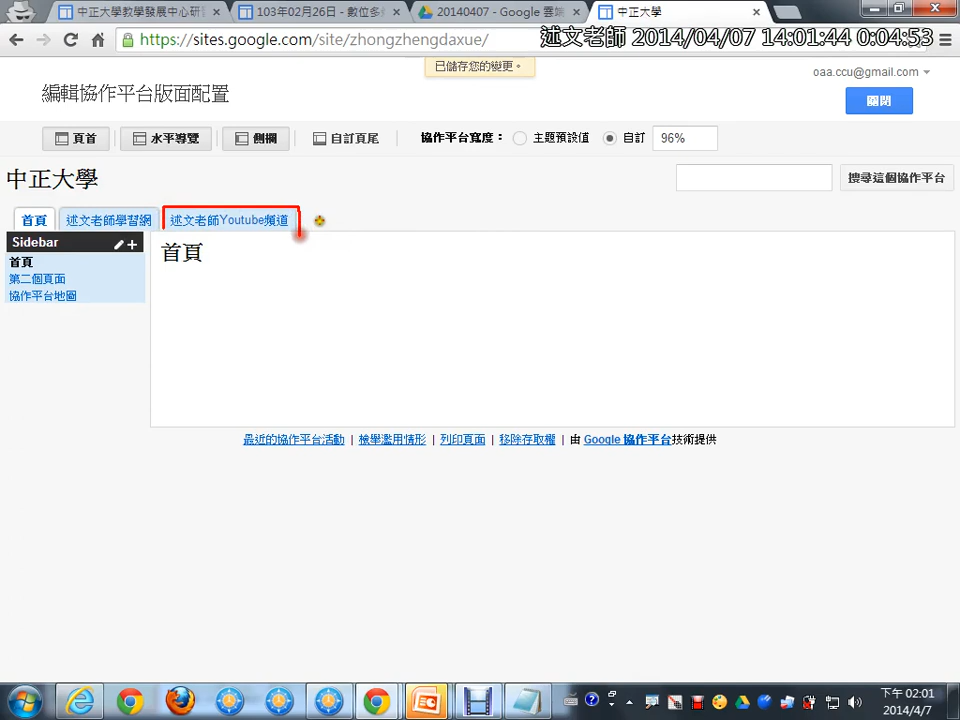 中正大學教學發展中心研習
103年02月26日 - 數位多
20140407 - Google 雲端
中正大學
https://sites.google.com/site/zhongzhengdaxue/
述文老師 2014/04/07 14:01:44 0:04:53
已儲存您的變更。
oaa.ccu@gmail.com
編輯協作平台版面配置
關閉
頁首
水平導覽
側欄
自訂頁尾
協作平台寬度：
主題預設值
自訂
96%
中正大學
搜尋這個協作平台
首頁
述文老師學習網
述文老師Youtube頻道
Sidebar
首頁
第二個頁面
協作平台地圖
首頁
最近的協作平台活動 | 檢舉濫用情形 | 列印頁面 | 移除存取權 | 由 Google 協作平台技術提供
下午 02:01
2014/4/7